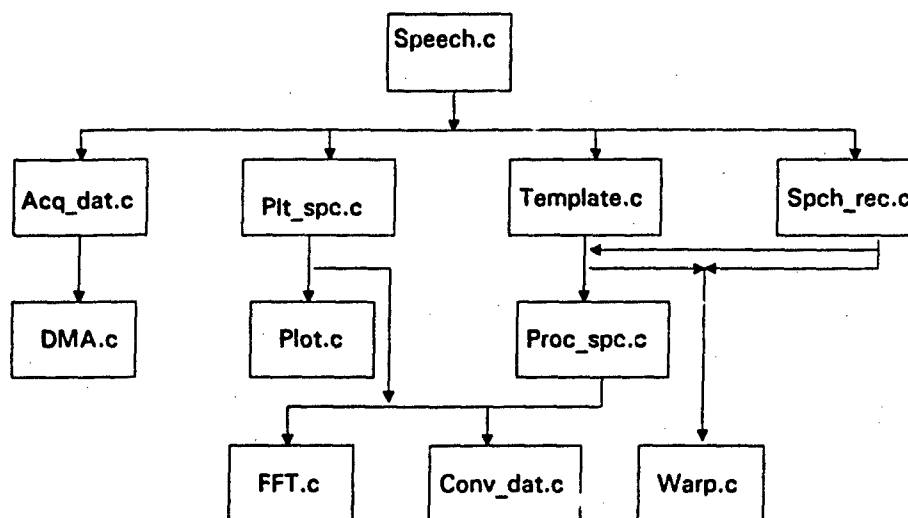 Speech.c
Acq_dat.c
Plt_spc.c
Template.c
Spch_rec.c
DMA.c
Plot.c
Proc_spc.c
FFT.c
Conv_dat.c
Warp.c